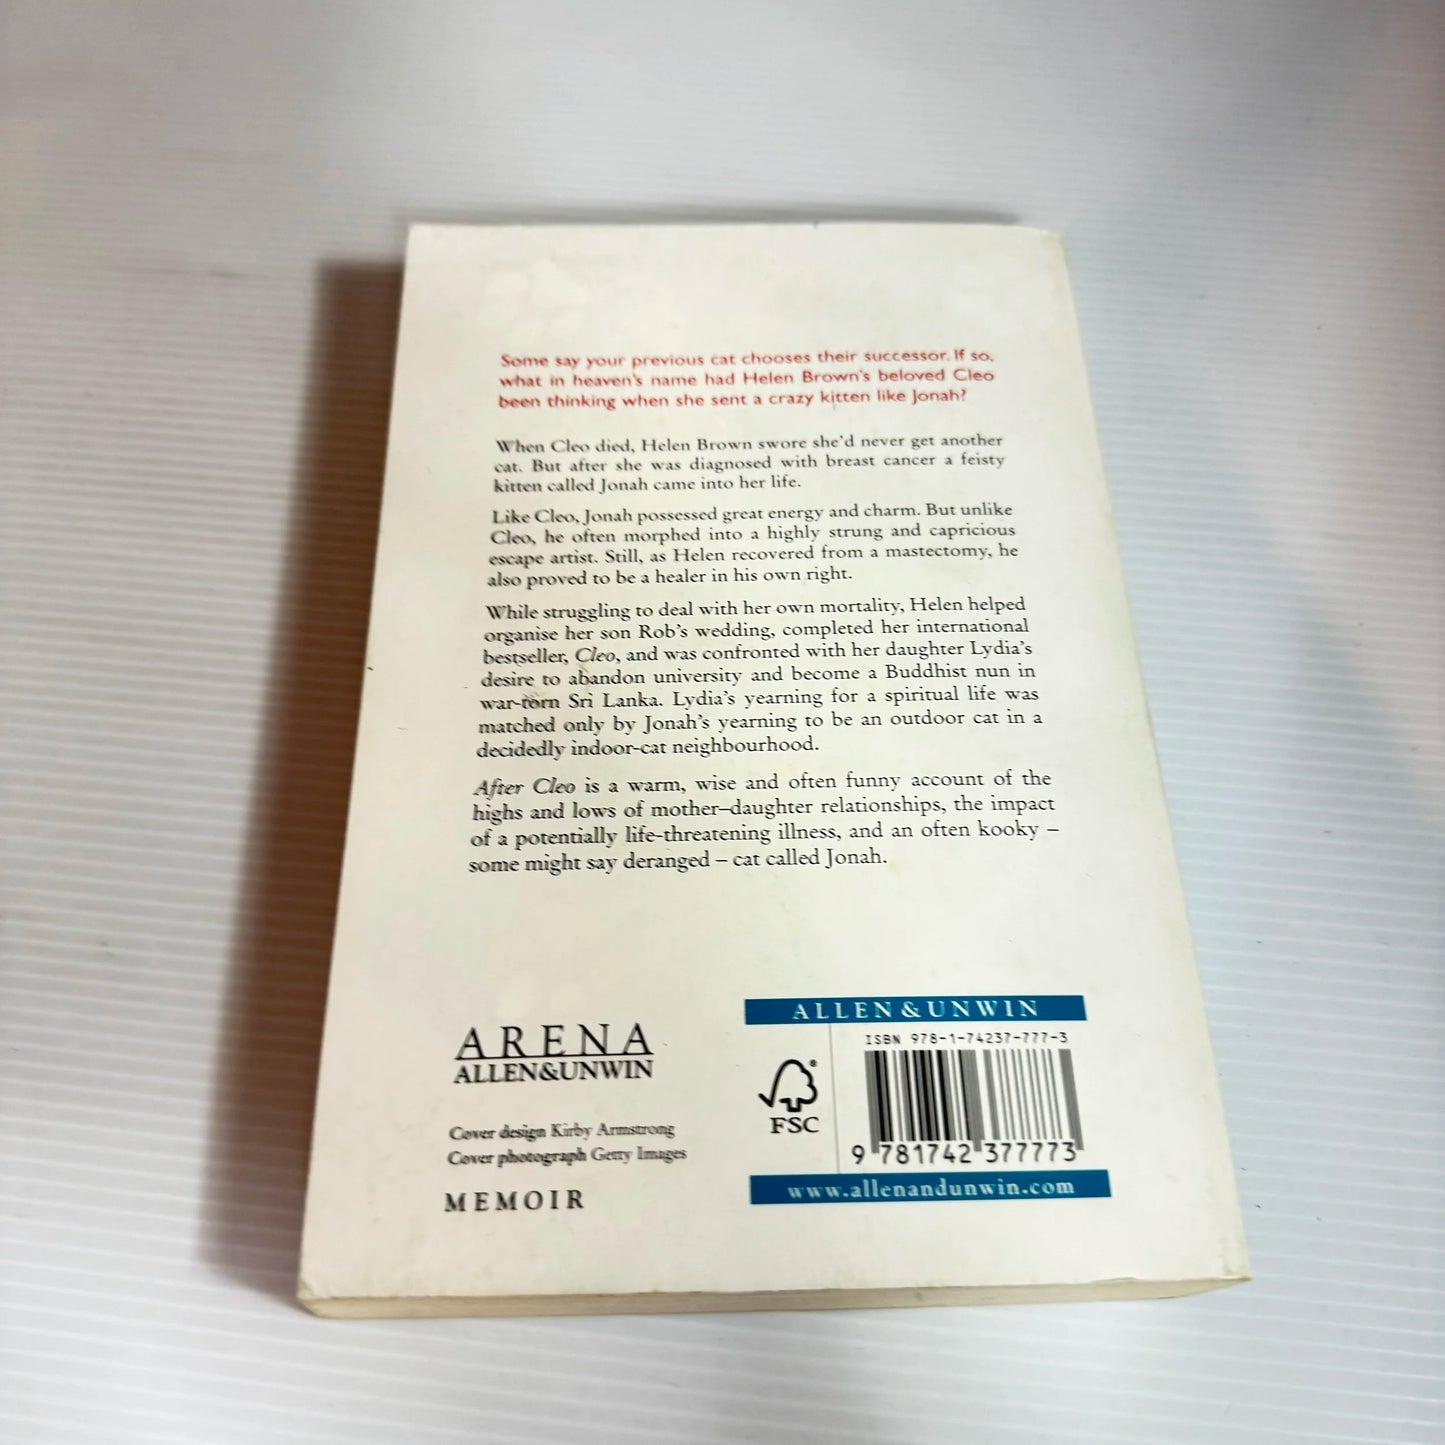 Some say your previous cat chooses their successor. If so,
what in heaven's name had Helen Brown's beloved Cleo
been thinking when she sent a crazy kitten like Jonah?
When Cleo died, Helen Brown swore she'd never get another
cat. But after she was diagnosed with breast cancer a feisty
kitten called Jonah came into her life.
Like Cleo, Jonah possessed great energy and charm. But unlike
Cleo, he often morphed into a highly strung and capricious
escape artist. Still, as Helen recovered from a mastectomy, he
also proved to be a healer in his own right.
While struggling to deal with her own mortality, Helen helped
organise her son Rob's wedding, completed her international
bestseller, Cleo, and was confronted with her daughter Lydia's
desire to abandon university and become a Buddhist nun in
war-torn Sri Lanka. Lydia's yearning for a spiritual life was
matched only by Jonah's yearning to be an outdoor cat in a
decidedly indoor-cat neighbourhood.
After Cleo is a warm, wise and often funny account of the
highs and lows of mother–daughter relationships, the impact
of a potentially life-threatening illness, and an often kooky –
some might say deranged – cat called Jonah.
ARENA
ALLEN&UNWIN
Cover design Kirby Armstrong
Cover photograph Getty Images
MEMOIR
ALLEN & UNWIN
ISBN 978-1-74237-777-3
®
FSC
9 781742 377773
www.allenandunwin.com